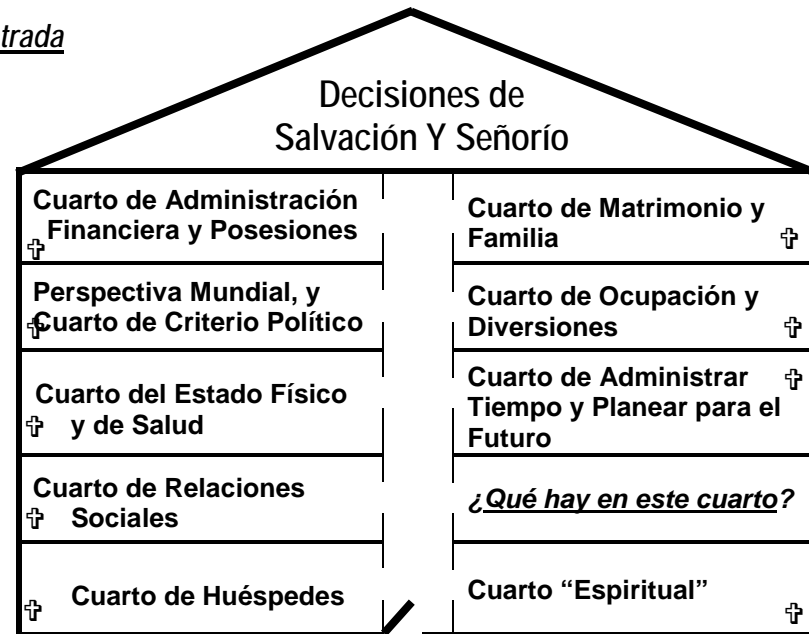 trada
Decisiones de
Salvación Y Señorío
Cuarto de Administración
Financiera y Posesiones
Perspectiva Mundial, y
Cuarto de Criterio Político
Cuarto del Estado Físico
y de Salud
Cuarto de Relaciones
Sociales
Cuarto de Huéspedes
Cuarto de Matrimonio y
Familia
Cuarto de Ocupación y
Diversiones
Cuarto de Administrar
Tiempo y Planear para el
Futuro
¿Qué hay en este cuarto?
Cuarto “Espiritual”